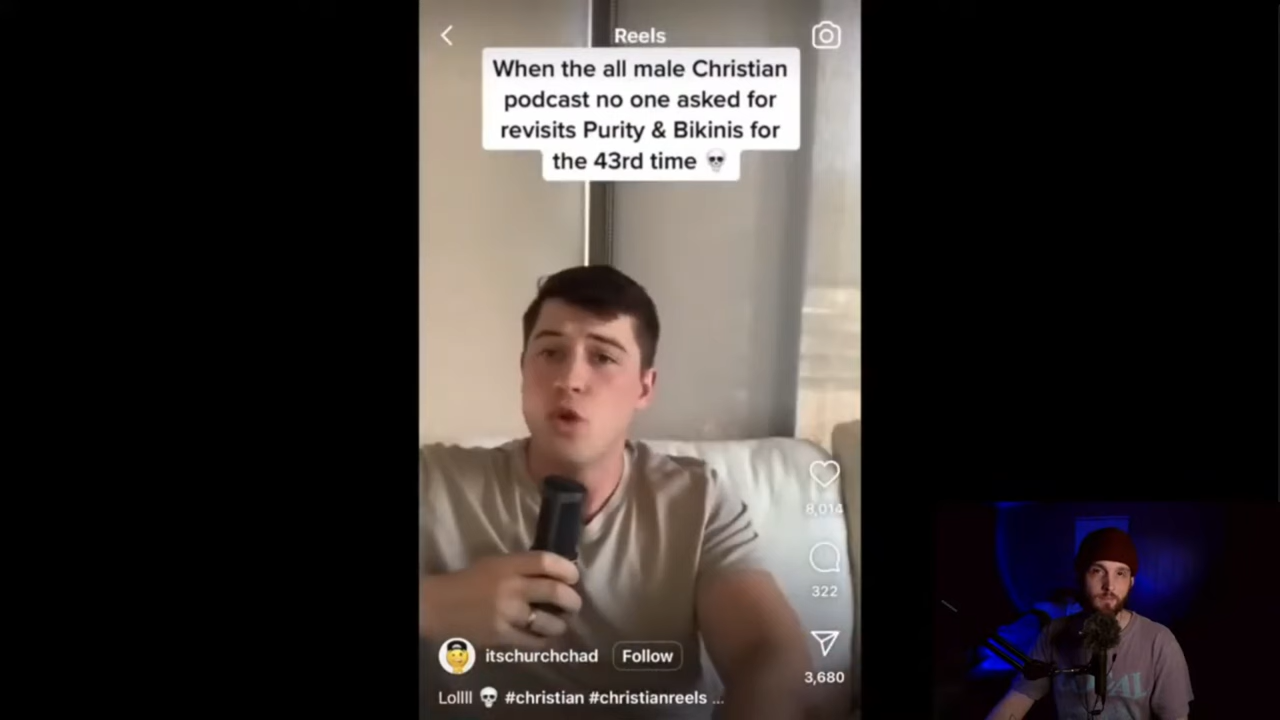 Reels
When the all male Christian
podcast no one asked for
revisits Purity & Bikinis for
the 43rd time 💀
8,014
322
3,680
itschurchchad Follow
Lollll 💀 #christian #christianreels ...